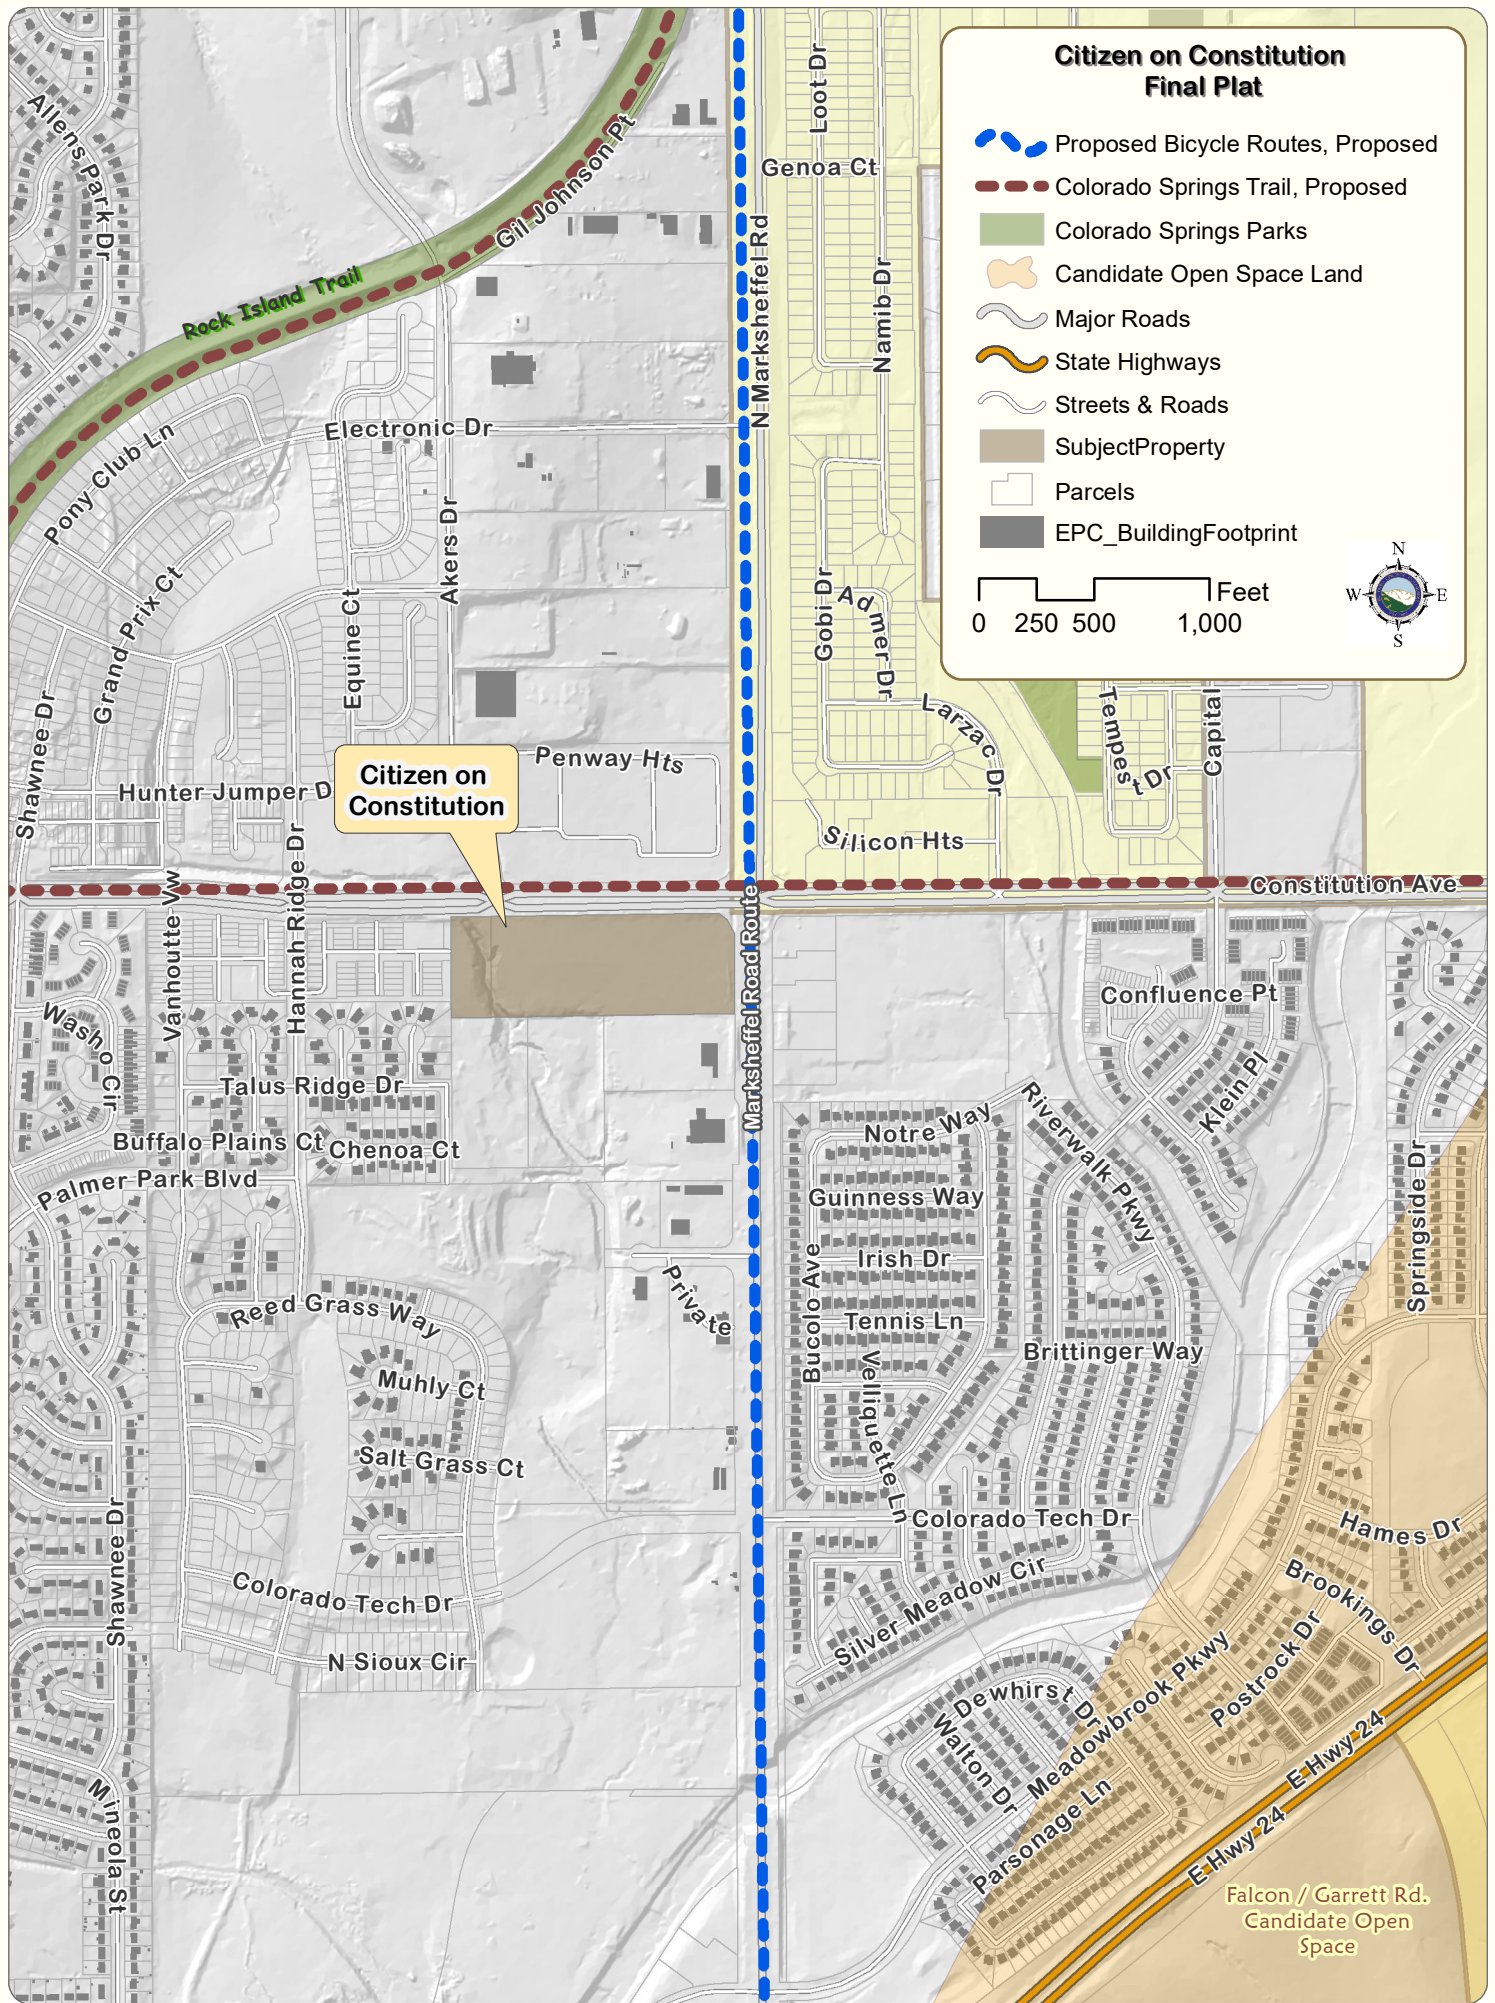 Citizen on Constitution
Final Plat
Proposed Bicycle Routes, Proposed
Colorado Springs Trail, Proposed
Colorado Springs Parks
Candidate Open Space Land
Major Roads
State Highways
Streets & Roads
SubjectProperty
Parcels
EPC_BuildingFootprint
Feet
0 250 500 1,000
N
W E
S
Allens Park Dr
Loot Dr
Genoa Ct
Gil Johnson Pt
N Marksheffel Rd
Namib Dr
Rock Island Trail
Electronic Dr
Pony Club Ln
Akers Dr
Grand Prix Ct
Equine Ct
Gobi Dr
Admer Dr
Larzac Dr
Tempest Dr
Capital
Shawnee Dr
Penway Hts
Citizen on
Constitution
Hunter Jumper D
Silicon Hts
Hannah Ridge Dr
Vanhoutte Vw
Constitution Ave
Marksheffel Road Route
Washo Cir
Confluence Pt
Klein Pl
Talus Ridge Dr
Riverwalk Pkwy
Notre Way
Buffalo Plains Ct
Chenoa Ct
Palmer Park Blvd
Guinness Way
Springside Dr
Irish Dr
Bucolo Ave
Private
Reed Grass Way
Tennis Ln
Brittinger Way
Muhly Ct
Velliquette Ln
Salt Grass Ct
Colorado Tech Dr
Hames Dr
Shawnee Dr
Brookings Dr
Colorado Tech Dr
Silver Meadow Cir
N Sioux Cir
Postrock Dr
Meadowbrook Pkwy
Dewhirst Dr
Walton Dr
E Hwy 24
Parsonage Ln
E Hwy 24
Mineola St
Falcon / Garrett Rd.
Candidate Open
Space